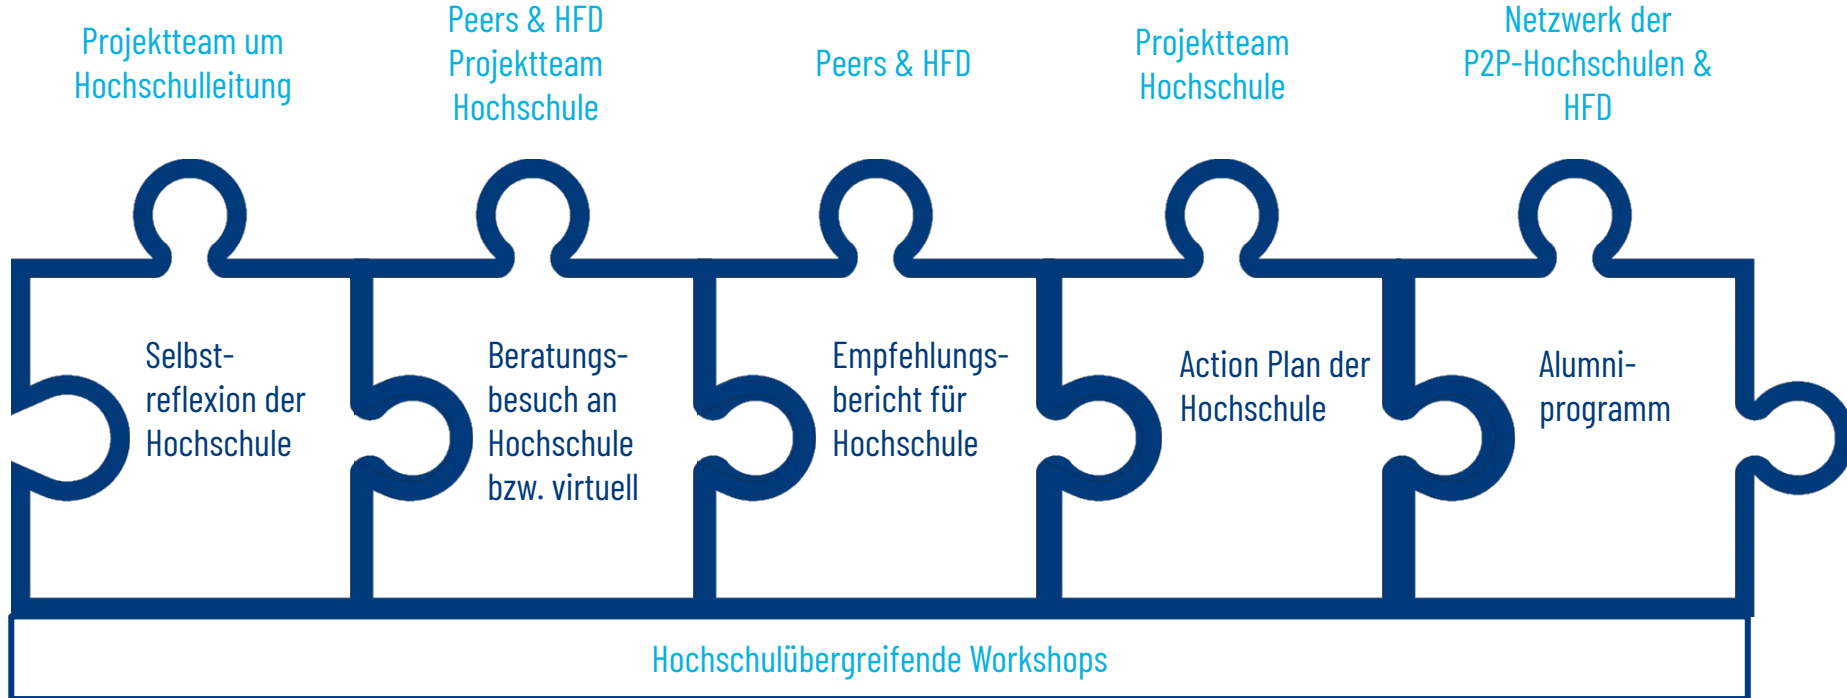 Projektteam um
Hochschulleitung
Peers & HFD
Projektteam
Hochschule
Peers & HFD
Projektteam
Hochschule
Netzwerk der
P2P-Hochschulen &
HFD
Selbst-
reflexion der
Hochschule
Beratungs-
besuch an
Hochschule
bzw. virtuell
Empfehlungs-
bericht für
Hochschule
Action Plan der
Hochschule
Alumni-
programm
Hochschulübergreifende Workshops